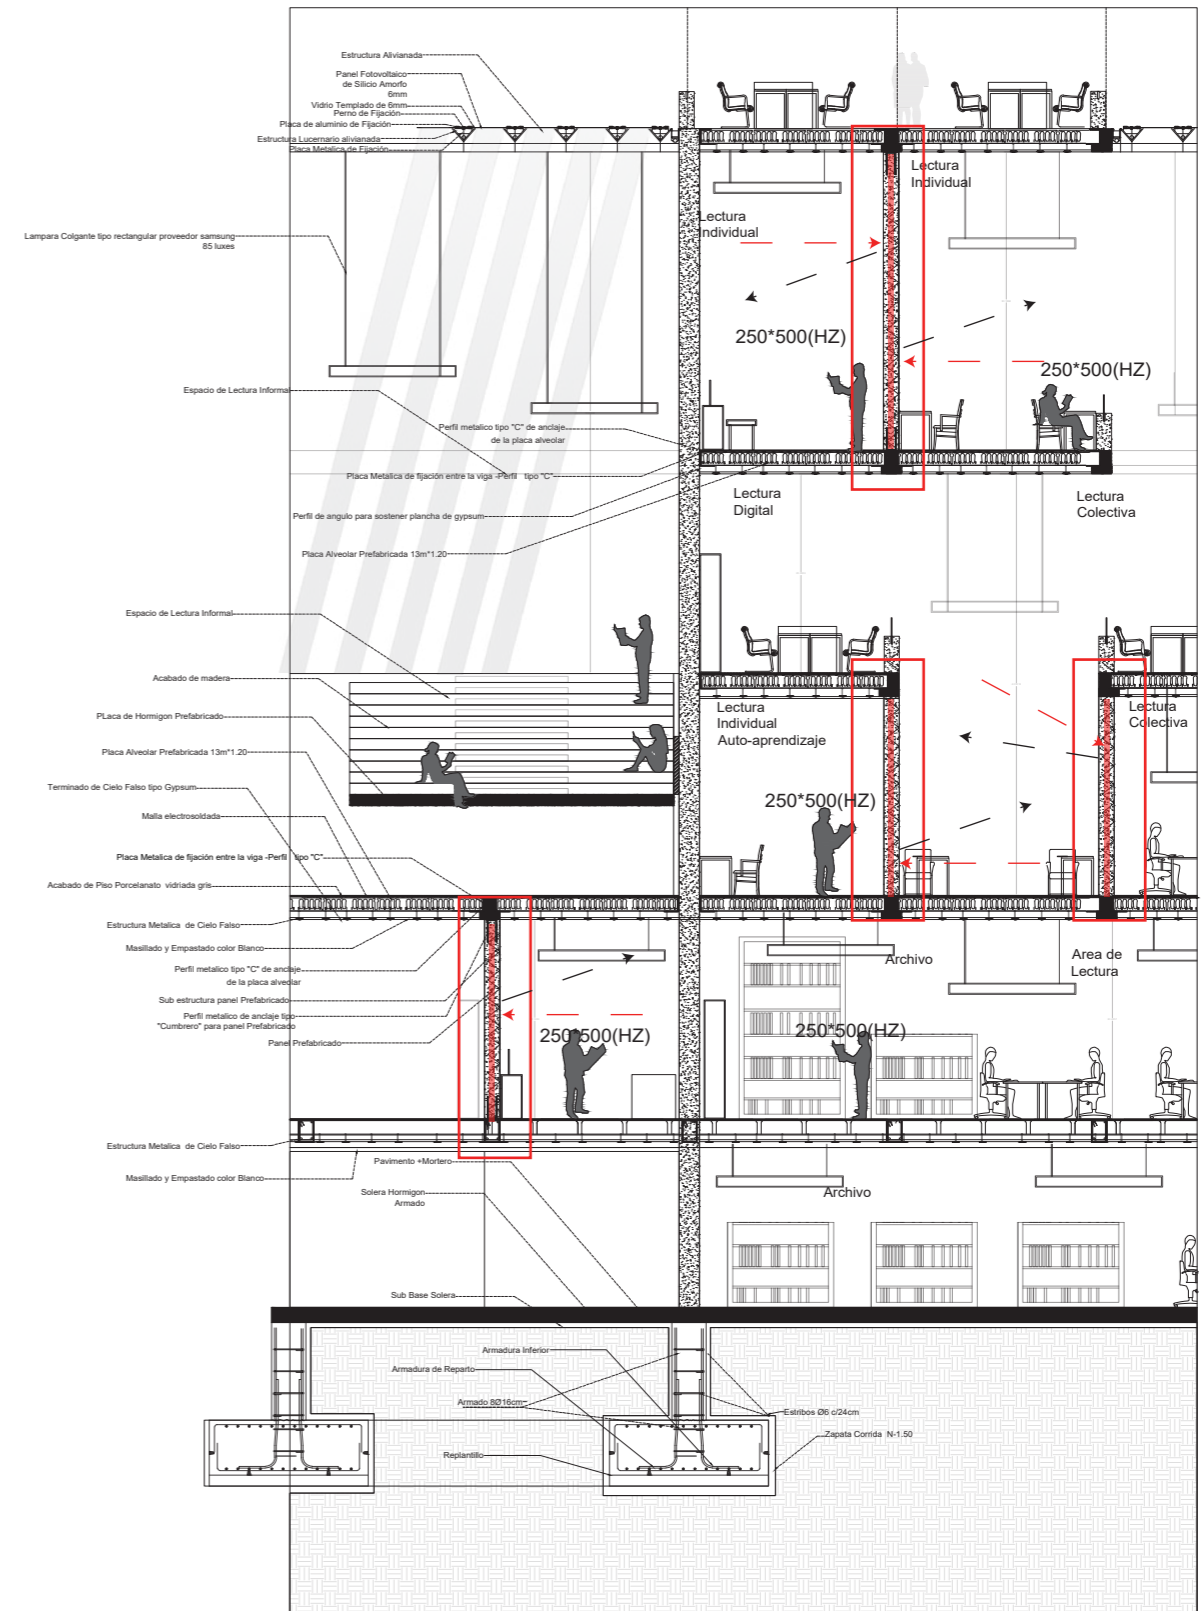 Estructura Alivianada
Panel Fotovoltaico
de Silicio Amorfo
6mm
Vidrio Templado de 6mm
Perno de Fijación
Placa de aluminio de Fijación
Estructura Lucernario alivianada
Placa Metalica de Fijación
Lectura
Individual
Lectura
Individual
Lampara Colgante tipo rectangular proveedor samsung
85 luxes
250*500(HZ)
250*500(HZ)
Espacio de Lectura Informal
Perfil metalico tipo "C" de anclaje
de la placa alveolar
Placa Metalica de fijación entre la viga -Perfil tipo "C"
Lectura
Digital
Lectura
Colectiva
Perfil de angulo para sostener plancha de gypsum
Placa Alveolar Prefabricada 13m*1.20
Espacio de Lectura Informal
Acabado de madera
PLaca de Hormigon Prefabricado
Lectura
Individual
Auto-aprendizaje
Lectura
Colectiva
Placa Alveolar Prefabricada 13m*1.20
Terminado de Cielo Falso tipo Gypsum
250*500(HZ)
Malla electrosoldada
Placa Metalica de fijación entre la viga -Perfil tipo "C"
Acabado de Piso Porcelanato vidriada gris
Estructura Metalica de Cielo Falso
Masillado y Empastado color Blanco
Archivo
Area de
Lectura
Perfil metalico tipo "C" de anclaje
de la placa alveolar
Sub estructura panel Prefabricado
Perfil metalico de anclaje tipo
"Cumbrero" para panel Prefabricado
Panel Prefabricado
250*500(HZ)
250*500(HZ)
Estructura Metalica de Cielo Falso
Pavimento +Mortero
Masillado y Empastado color Blanco
Solera Hormigon
Armado
Archivo
Sub Base Solera
Armadura Inferior
Armadura de Reparto
Armado 8Ø16cm
Estribos Ø6 c/24cm
Zapata Corrida N-1.50
Replantillo